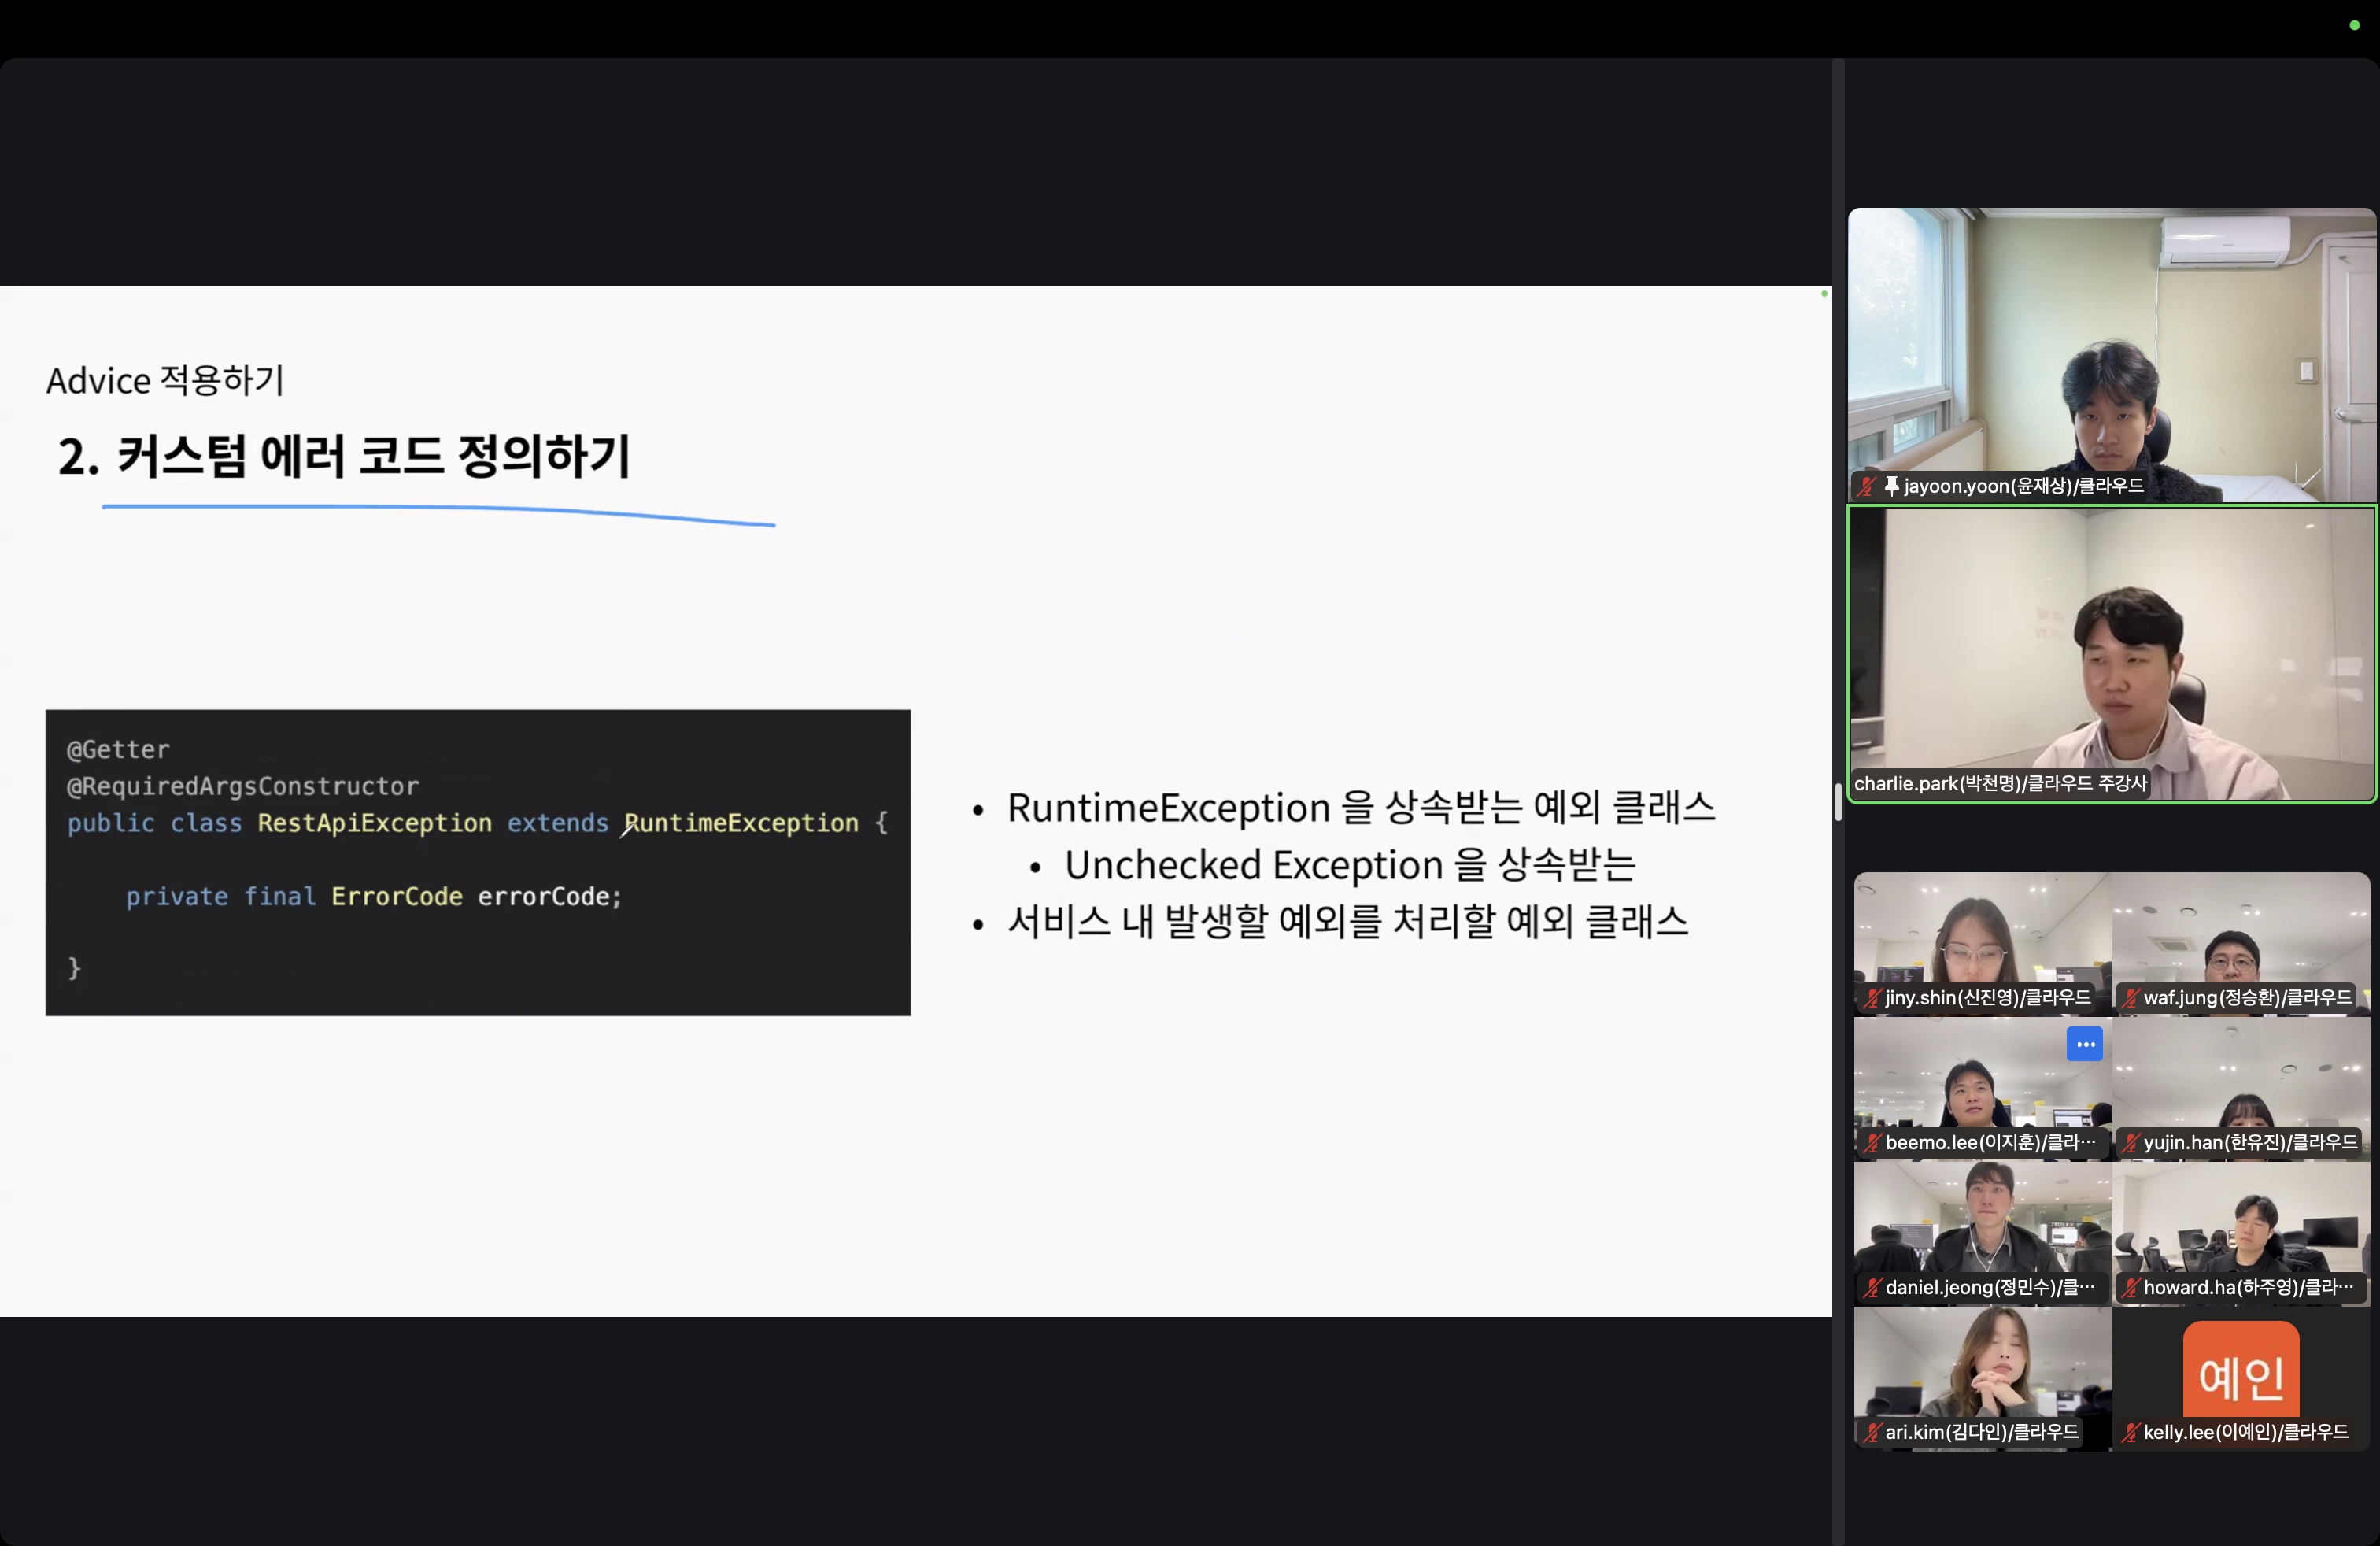 Advice 적용하기
2. 커스텀 에러 코드 정의하기
@Getter
@RequiredArgsConstructor
public class RestApiException extends RuntimeException {
private final ErrorCode errorCode;
}
• RuntimeException 을 상속받는 예외 클래스
• Unchecked Exception 을 상속받는
• 서비스 내 발생할 예외를 처리할 예외 클래스
jayoon.yoon(윤재상)/클라우드
charlie.park(박천명)/클라우드 주강사
jiny.shin(신진영)/클라우드
waf.jung(정승환)/클라우드
beemo.lee(이지훈)/클라…
yujin.han(한유진)/클라우드
daniel.jeong(정민수)/클…
howard.ha(하주영)/클라…
예인
ari.kim(김다인)/클라우드
kelly.lee(이예인)/클라우드